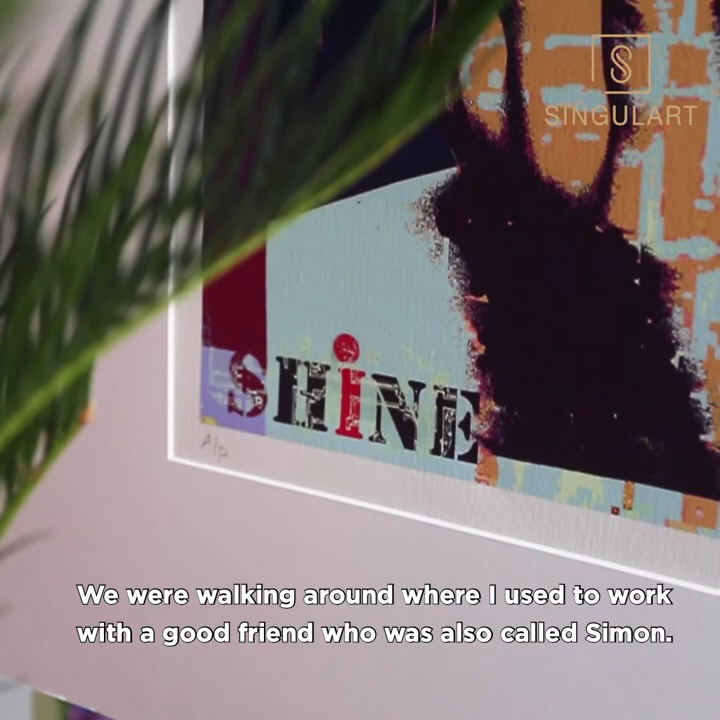 SINGULART
SHiNE
A/P
We were walking around where I used to work
with a good friend who was also called Simon.